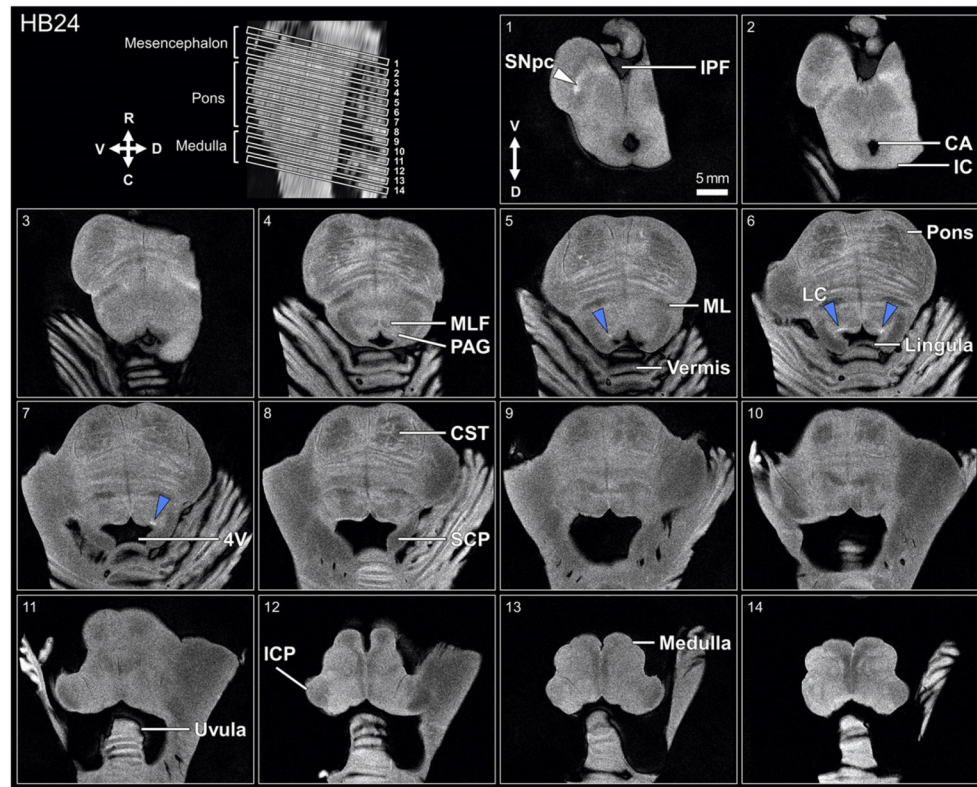 HB24
Mesencephalon
Pons
Medulla
1
2
3
4
5
6
7
8
9
10
11
12
13
14
R
V
D
C
1
SNpc
IPF
V
D
5 mm
2
CA
IC
3
4
MLF
PAG
5
ML
Vermis
6
Pons
LC
Lingula
7
4V
8
CST
SCP
9
10
11
Uvula
12
ICP
13
Medulla
14